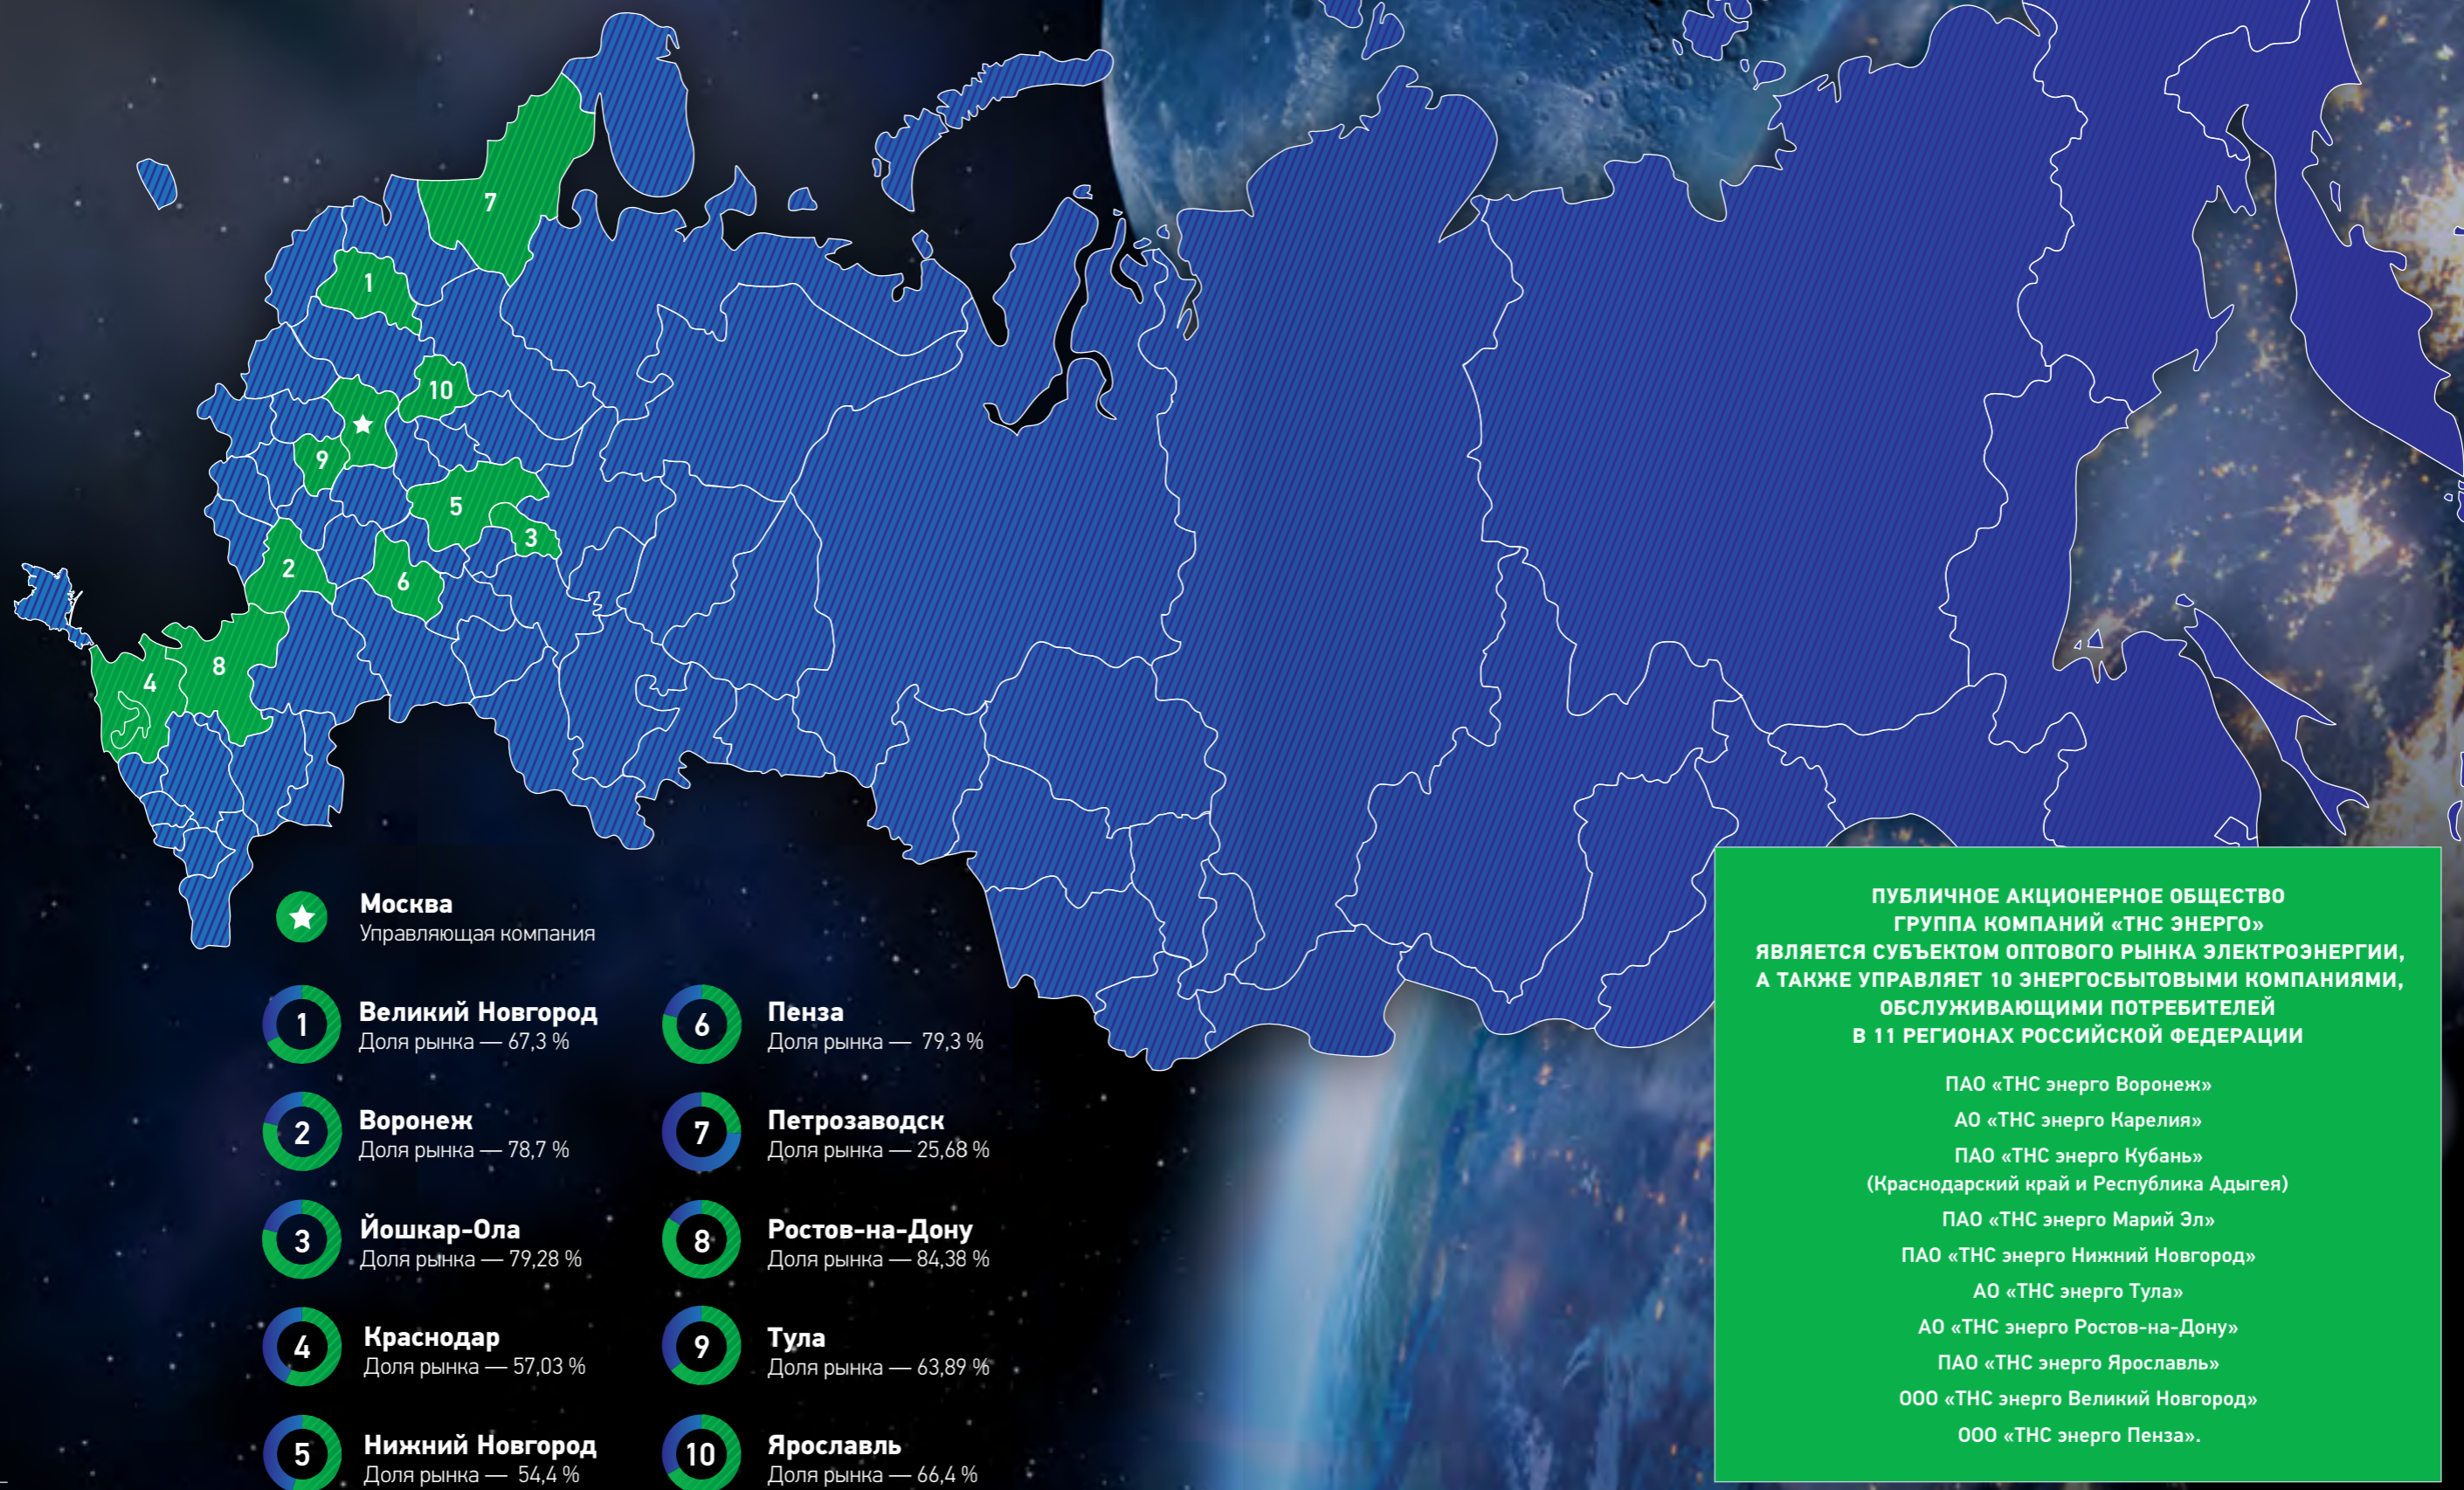 7
1
10
9
5
3
2
6
8
4
Москва
Управляющая компания
1
Великий Новгород
Доля рынка — 67,3 %
2
Воронеж
Доля рынка — 78,7 %
3
Йошкар-Ола
Доля рынка — 79,28 %
4
Краснодар
Доля рынка — 57,03 %
5
Нижний Новгород
Доля рынка — 54,4 %
6
Пенза
Доля рынка — 79,3 %
7
Петрозаводск
Доля рынка — 25,68 %
8
Ростов-на-Дону
Доля рынка — 84,38 %
9
Тула
Доля рынка — 63,89 %
10
Ярославль
Доля рынка — 66,4 %
ПУБЛИЧНОЕ АКЦИОНЕРНОЕ ОБЩЕСТВО
ГРУППА КОМПАНИЙ «ТНС ЭНЕРГО»
ЯВЛЯЕТСЯ СУБЪЕКТОМ ОПТОВОГО РЫНКА ЭЛЕКТРОЭНЕРГИИ,
А ТАКЖЕ УПРАВЛЯЕТ 10 ЭНЕРГОСБЫТОВЫМИ КОМПАНИЯМИ,
ОБСЛУЖИВАЮЩИМИ ПОТРЕБИТЕЛЕЙ
В 11 РЕГИОНАХ РОССИЙСКОЙ ФЕДЕРАЦИИ
ПАО «ТНС энерго Воронеж»
АО «ТНС энерго Карелия»
ПАО «ТНС энерго Кубань»
(Краснодарский край и Республика Адыгея)
ПАО «ТНС энерго Марий Эл»
ПАО «ТНС энерго Нижний Новгород»
АО «ТНС энерго Тула»
АО «ТНС энерго Ростов-на-Дону»
ПАО «ТНС энерго Ярославль»
ООО «ТНС энерго Великий Новгород»
ООО «ТНС энерго Пенза».